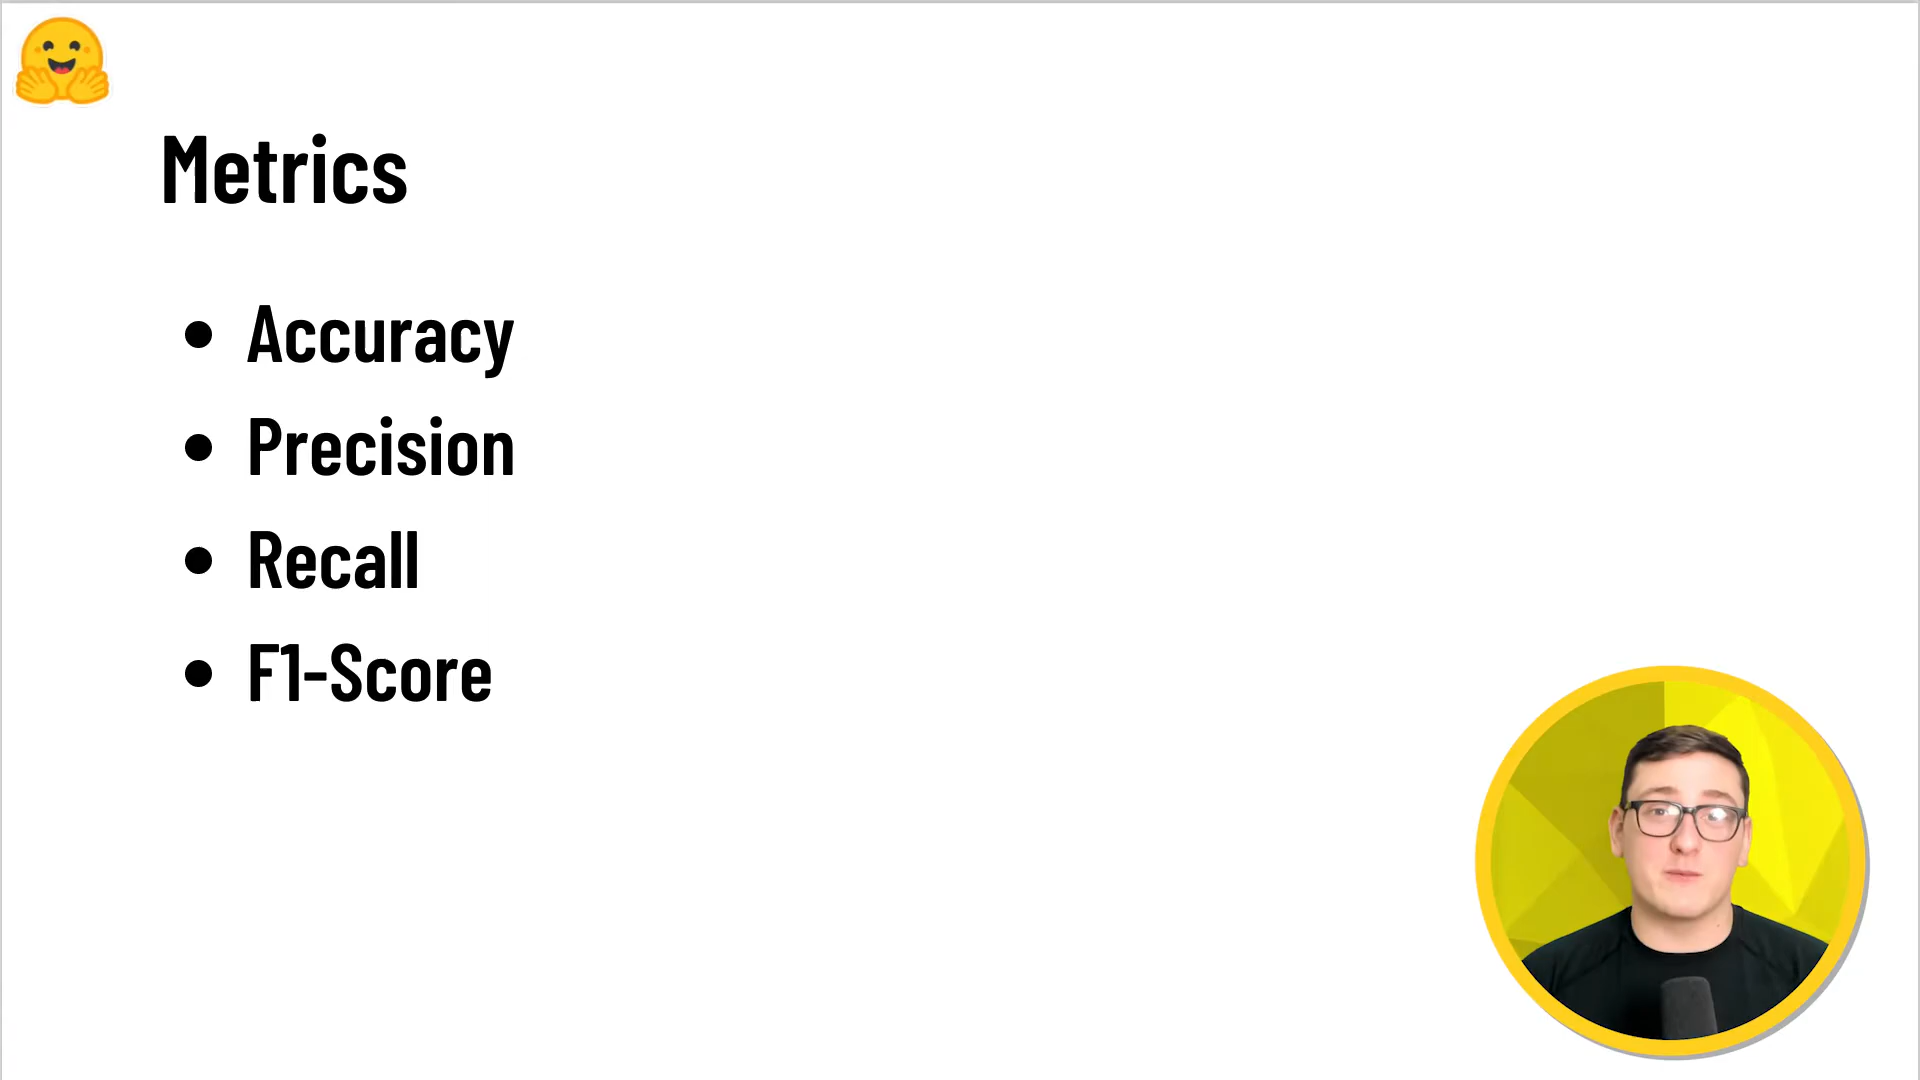 Metrics
• Accuracy
• Precision
• Recall
• F1-Score